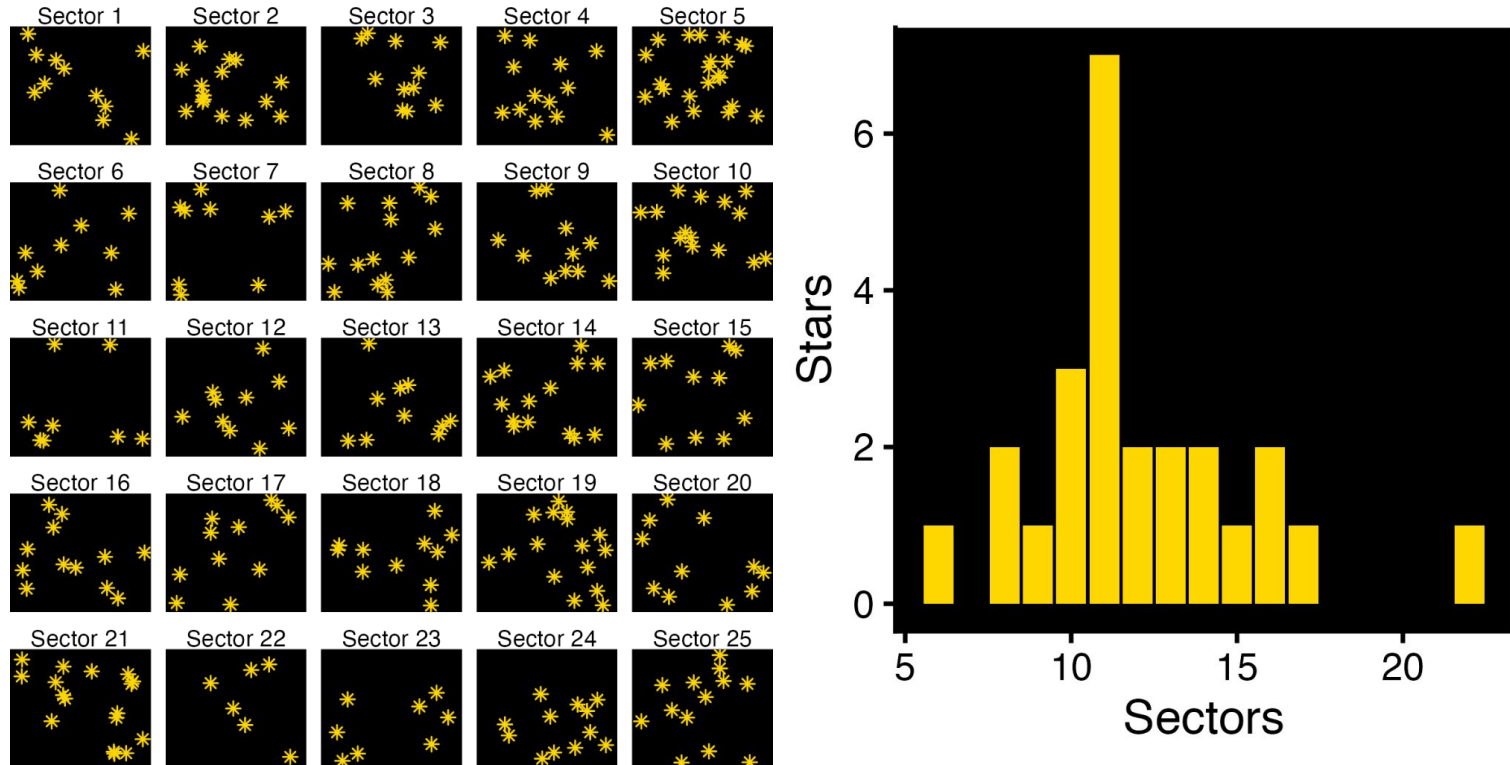 Sector 1
Sector 2
Sector 3
Sector 4
Sector 5
Sector 6
Sector 7
Sector 8
Sector 9
Sector 10
Sector 11
Sector 12
Sector 13
Sector 14
Sector 15
Sector 16
Sector 17
Sector 18
Sector 19
Sector 20
Sector 21
Sector 22
Sector 23
Sector 24
Sector 25
Stars
6
4
2
0
5
10
15
20
Sectors